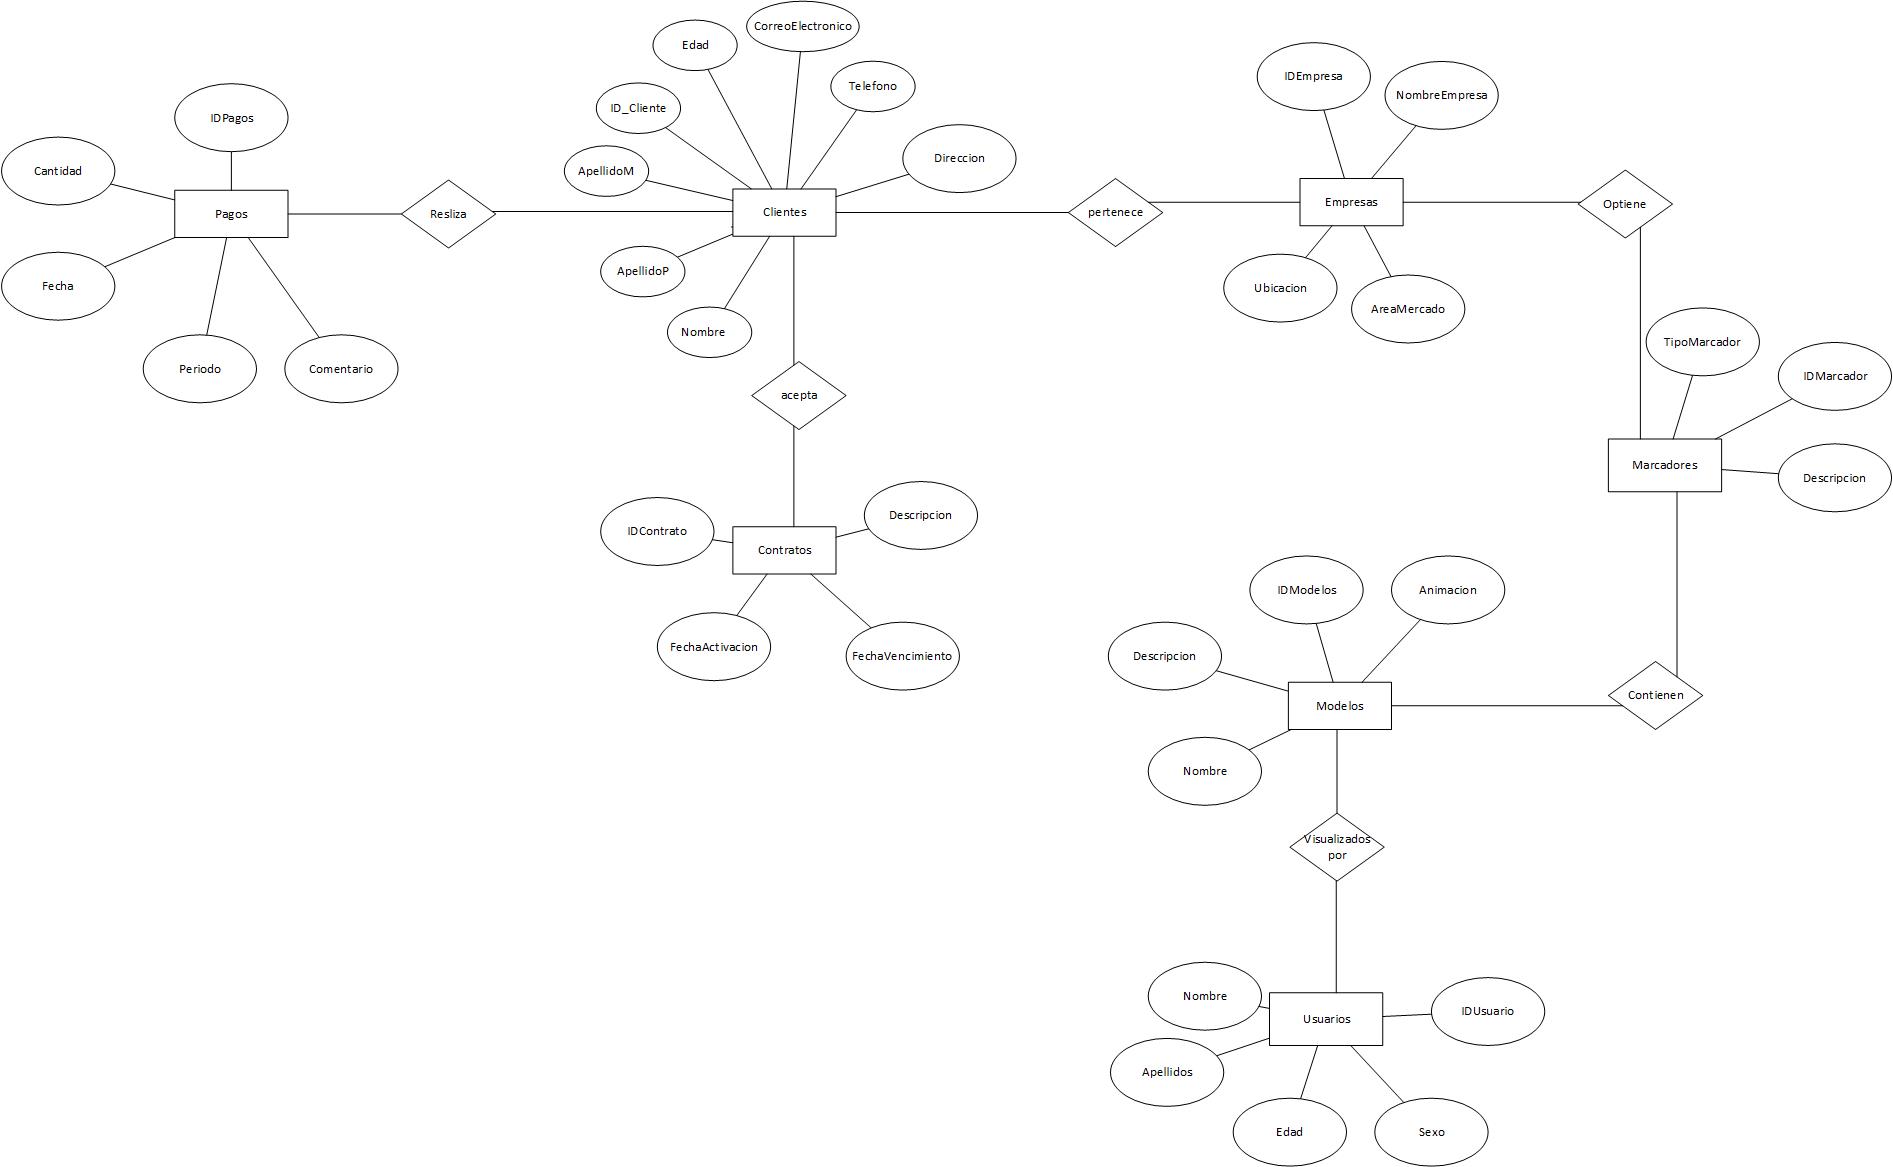 CorreoElectronico
Edad
IDEmpresa
Telefono
NombreEmpresa
ID_Cliente
IDPagos
Direccion
Cantidad
ApellidoM
Pagos
Resliza
Clientes
pertenece
Empresas
Optiene
ApellidoP
Fecha
Ubicacion
AreaMercado
Nombre
TipoMarcador
Periodo
Comentario
IDMarcador
acepta
Marcadores
Descripcion
Descripcion
IDContrato
Contratos
IDModelos
Animacion
FechaActivacion
FechaVencimiento
Descripcion
Contienen
Modelos
Nombre
Visualizados
por
Nombre
IDUsuario
Usuarios
Apellidos
Edad
Sexo